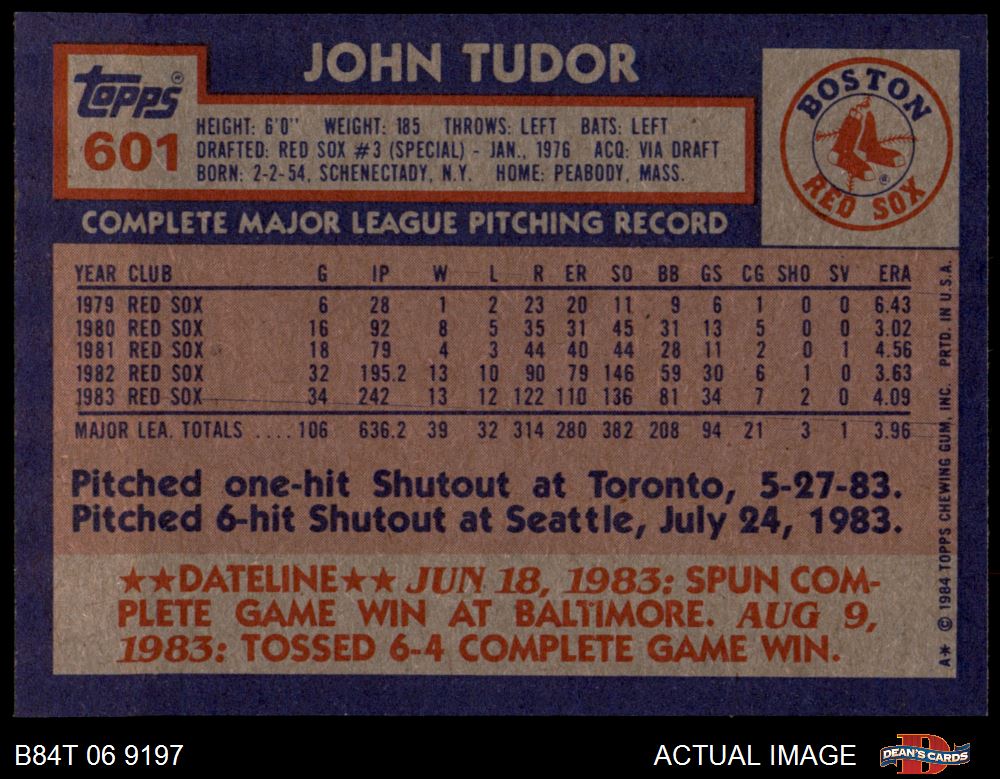 JOHN TUDOR
Topps®
601
HEIGHT: 6'0" WEIGHT: 185 THROWS: LEFT BATS: LEFT
DRAFTED: RED SOX #3 (SPECIAL) - JAN., 1976 ACQ: VIA DRAFT
BORN: 2-2-54, SCHENECTADY, N.Y. HOME: PEABODY, MASS.
BOSTON
RED SOX
®
COMPLETE MAJOR LEAGUE PITCHING RECORD
YEAR CLUB G IP W L R ER SO BB GS CG SHO SV ERA
1979 RED SOX 6 28 1 2 23 20 11 9 6 1 0 0 6.43
1980 RED SOX 16 92 8 5 35 31 45 31 13 5 0 0 3.02
1981 RED SOX 18 79 4 3 44 40 44 28 11 2 0 1 4.56
1982 RED SOX 32 195.2 13 10 90 79 146 59 30 6 1 0 3.63
1983 RED SOX 34 242 13 12 122 110 136 81 34 7 2 0 4.09
MAJOR LEA. TOTALS .... 106 636.2 39 32 314 280 382 208 94 21 3 1 3.96
Pitched one-hit Shutout at Toronto, 5-27-83.
Pitched 6-hit Shutout at Seattle, July 24, 1983.
★★DATELINE★★ JUN 18, 1983: SPUN COM-
PLETE GAME WIN AT BALTIMORE. AUG 9,
1983: TOSSED 6-4 COMPLETE GAME WIN.
A* © 1984 TOPPS CHEWING GUM, INC. PRTD. IN U.S.A.
B84T 06 9197
ACTUAL IMAGE
DEAN'S CARDS